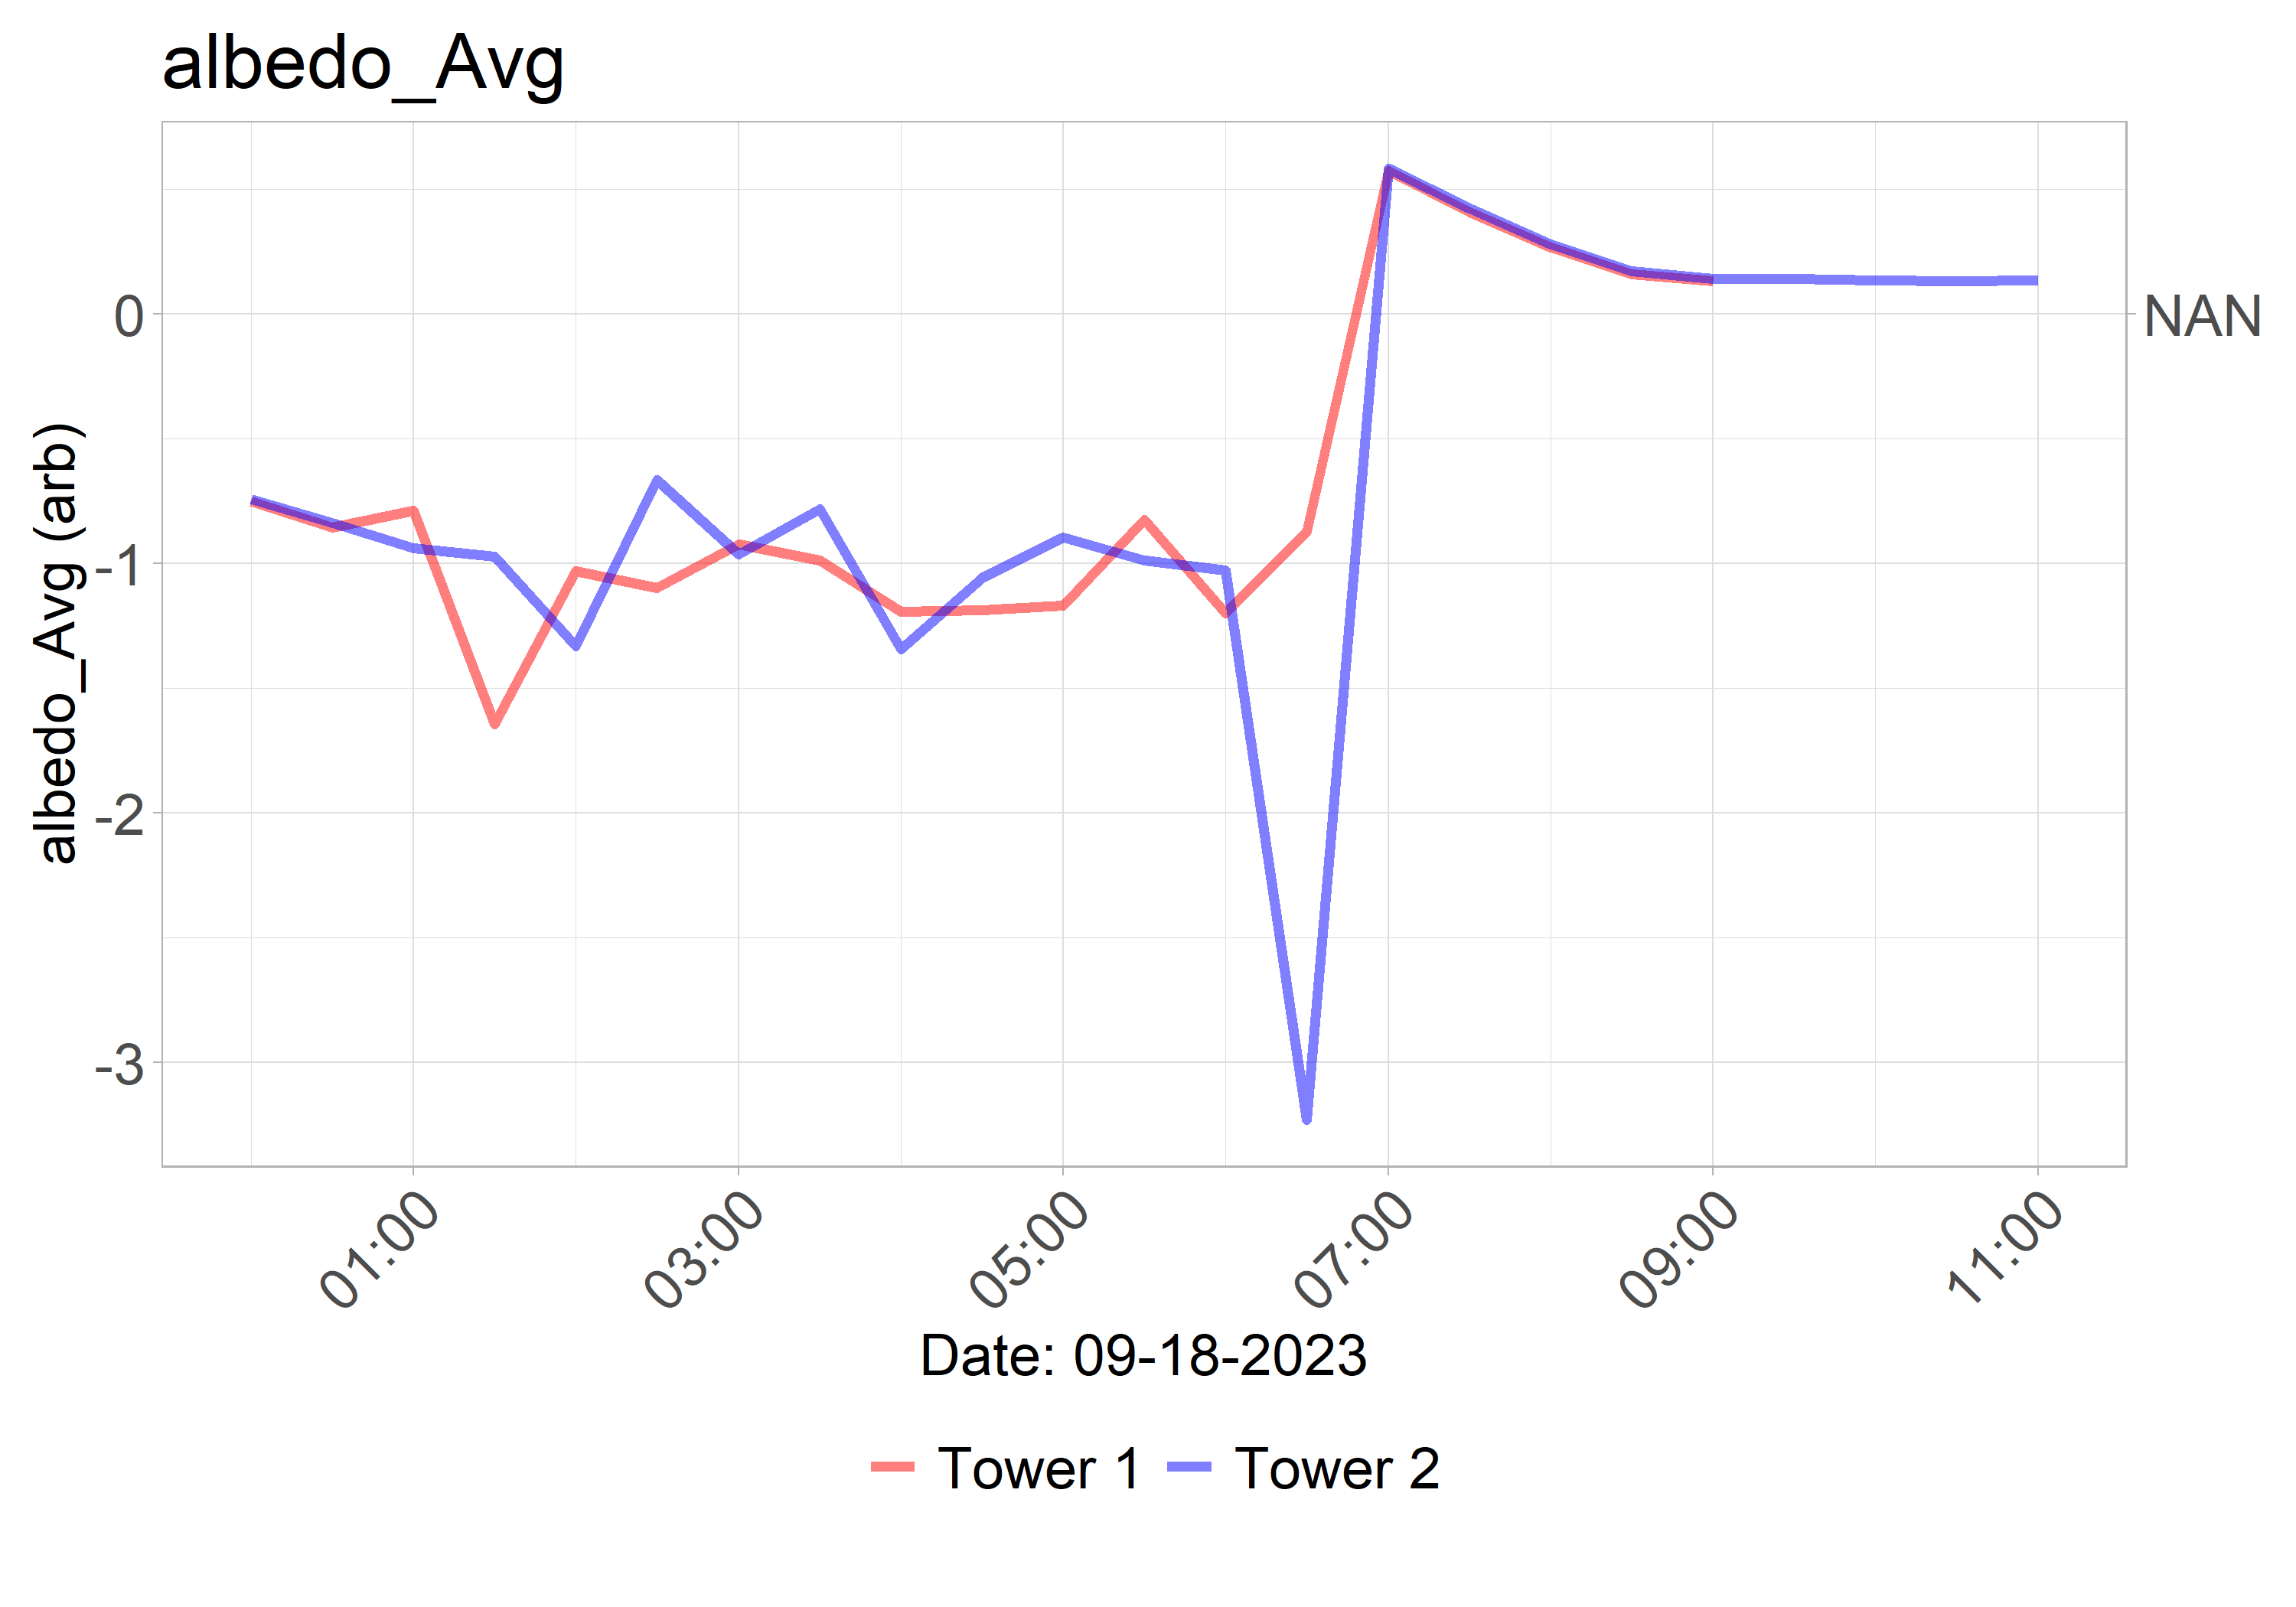 albedo_Avg
albedo_Avg (arb)
0
-1
-2
-3
NAN
01:00
03:00
05:00
07:00
09:00
11:00
Date: 09-18-2023
Tower 1
Tower 2